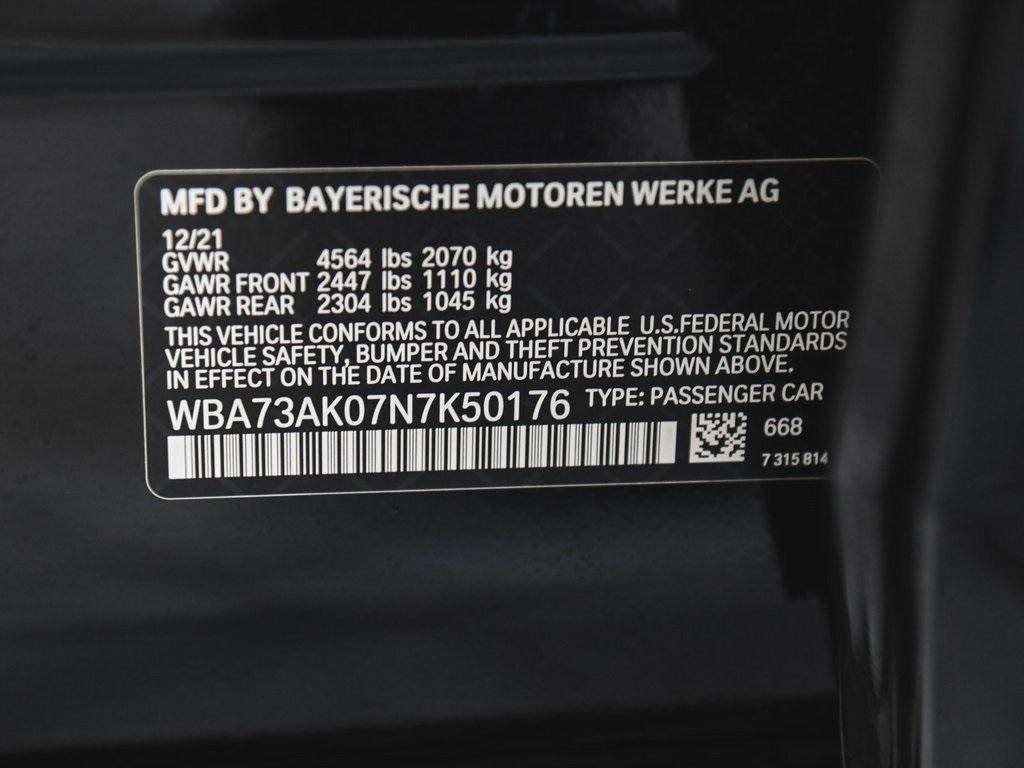 MFD BY BAYERISCHE MOTOREN WERKE AG
12/21
GVWR 4564 lbs 2070 kg
GAWR FRONT 2447 lbs 1110 kg
GAWR REAR 2304 lbs 1045 kg
THIS VEHICLE CONFORMS TO ALL APPLICABLE U.S.FEDERAL MOTOR
VEHICLE SAFETY, BUMPER AND THEFT PREVENTION STANDARDS
IN EFFECT ON THE DATE OF MANUFACTURE SHOWN ABOVE.
WBA73AK07N7K50176 TYPE: PASSENGER CAR
668
7 315 814